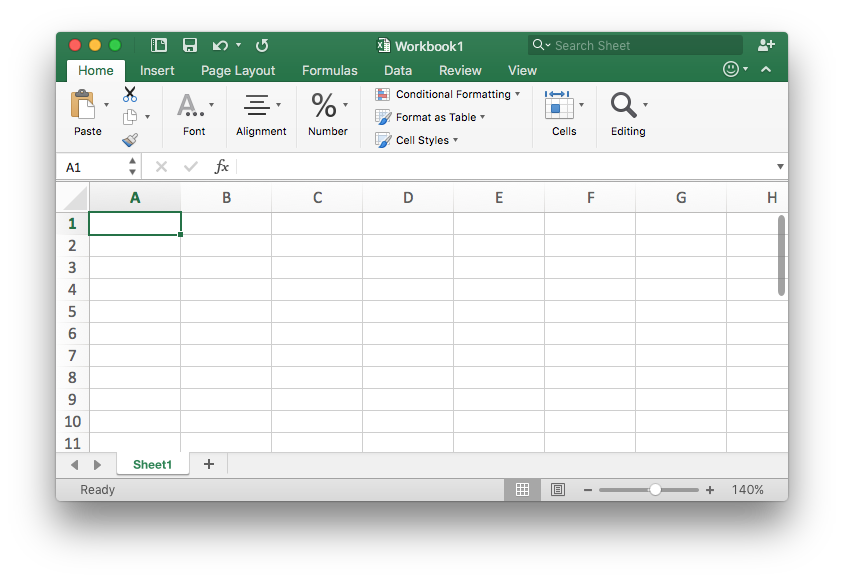 Workbook1
Search Sheet
Home Insert Page Layout Formulas Data Review View
Paste
A...
Font
Alignment
%
Number
Conditional Formatting
Format as Table
Cell Styles
Cells
Editing
A1
fx
A B C D E F G H
1
2
3
4
5
6
7
8
9
10
11
Sheet1 +
Ready
140%